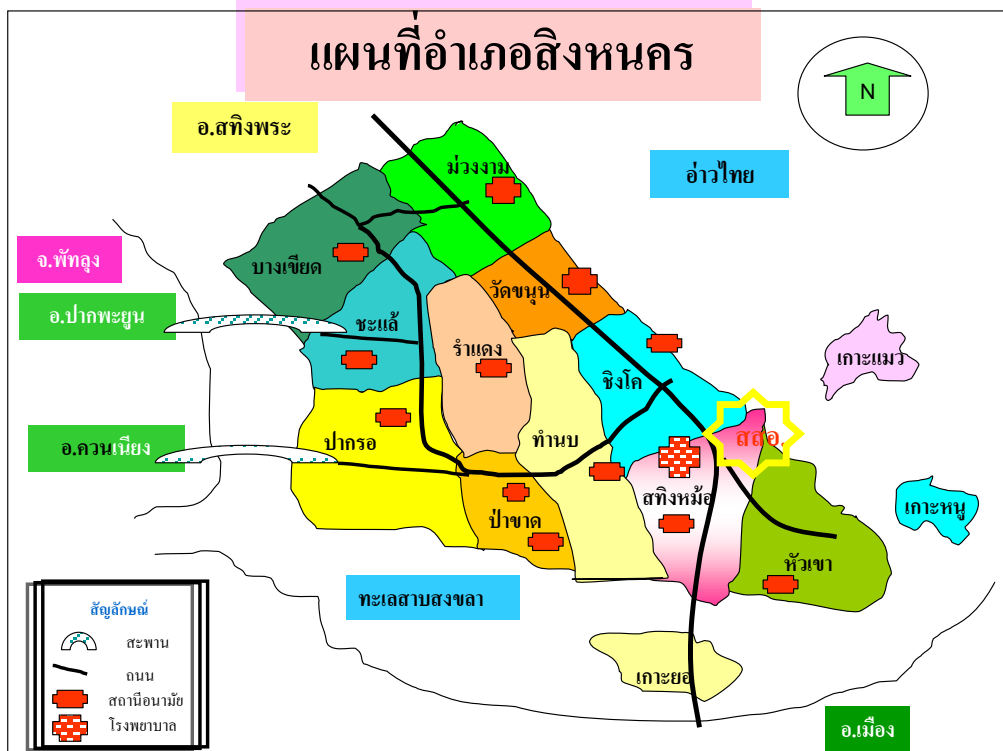 แผนที่อำเภอสิงหนคร
N
อ.สทิงพระ
ม่วงงาม
อ่าวไทย
จ.พัทลุง
บางเขียด
วัดขนุน
อ.ปากพะยูน
ชะแล้
รำแดง
เกาะแมว
ชิงโค
อ.ควนเนียง
ปากรอ
ทำนบ
สสอ.
สทิงหม้อ
เกาะหนู
ป่าขาด
หัวเขา
ทะเลสาบสงขลา
เกาะยอ
อ.เมือง
สัญลักษณ์
สะพาน
ถนน
สถานีอนามัย
โรงพยาบาล